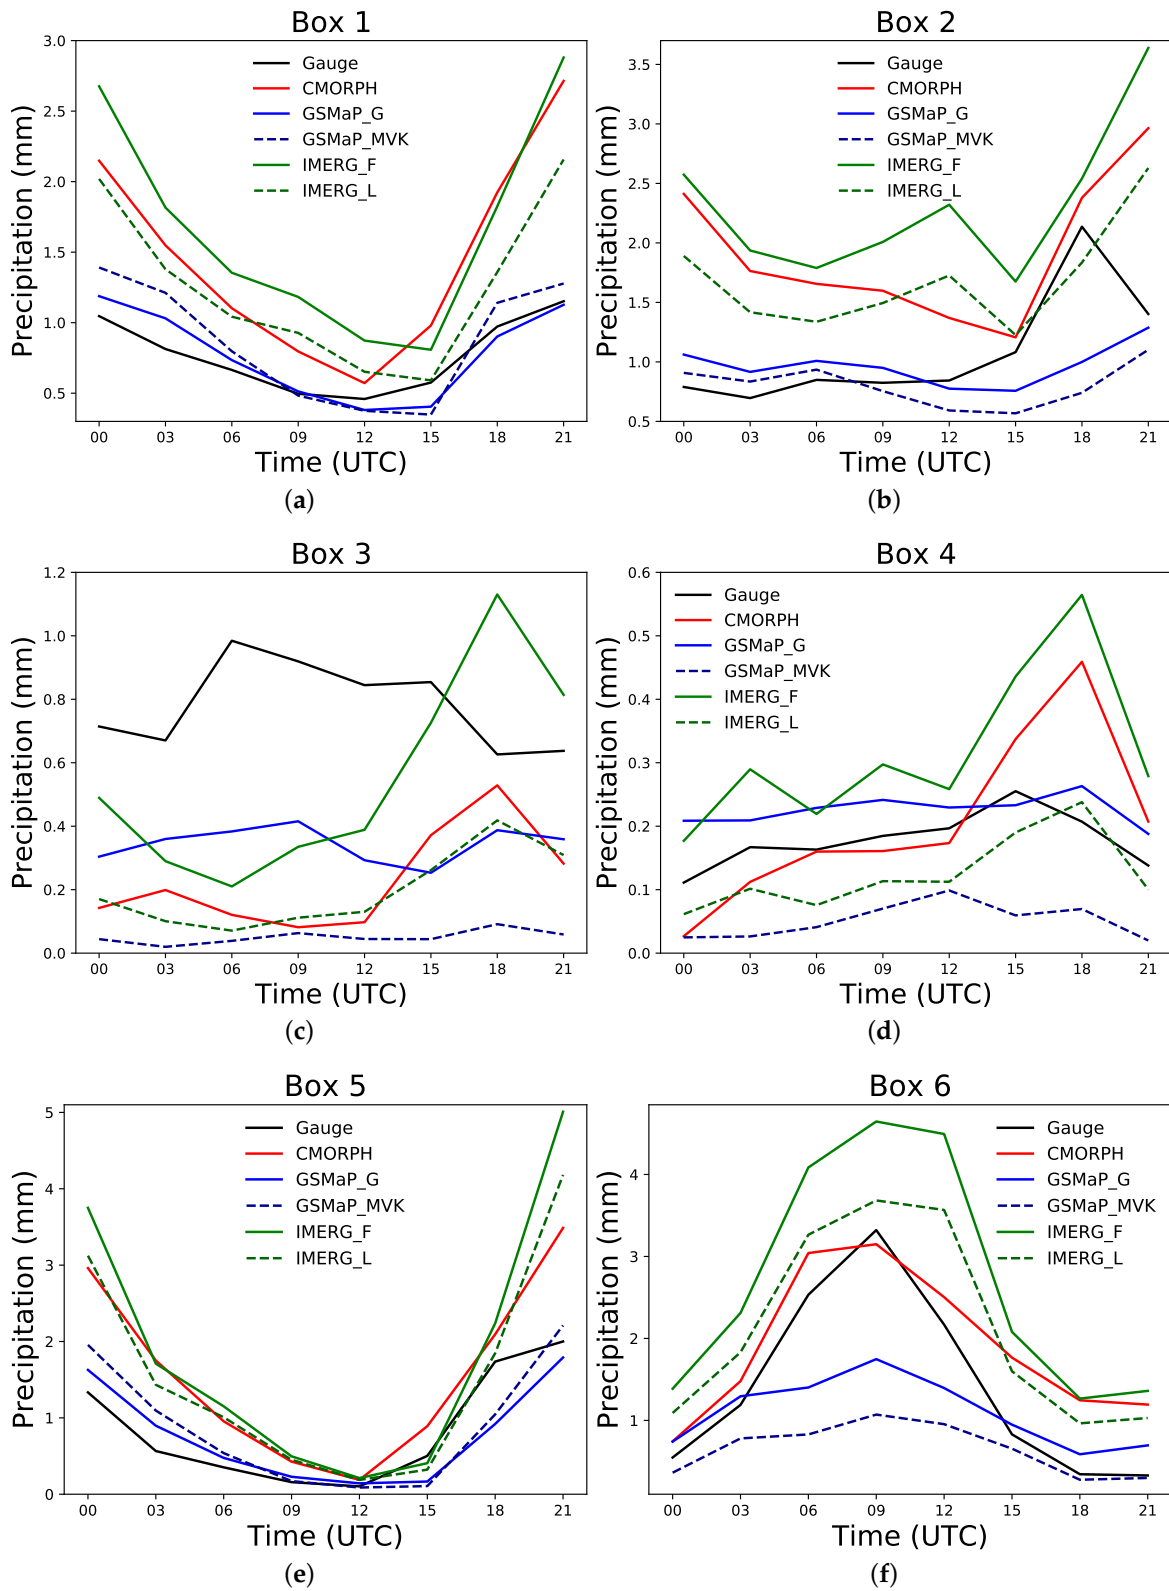 Box 1
Precipitation (mm)
3.0
2.5
2.0
1.5
1.0
0.5
Gauge
CMORPH
GSMaP_G
GSMaP_MVK
IMERG_F
IMERG_L
00 03 06 09 12 15 18 21
Time (UTC)
(a)
Box 2
Precipitation (mm)
3.5
3.0
2.5
2.0
1.5
1.0
0.5
Gauge
CMORPH
GSMaP_G
GSMaP_MVK
IMERG_F
IMERG_L
00 03 06 09 12 15 18 21
Time (UTC)
(b)
Box 3
Precipitation (mm)
1.2
1.0
0.8
0.6
0.4
0.2
0.0
00 03 06 09 12 15 18 21
Time (UTC)
(c)
Box 4
Precipitation (mm)
0.6
0.5
0.4
0.3
0.2
0.1
0.0
Gauge
CMORPH
GSMaP_G
GSMaP_MVK
IMERG_F
IMERG_L
00 03 06 09 12 15 18 21
Time (UTC)
(d)
Box 5
Precipitation (mm)
5
4
3
2
1
0
Gauge
CMORPH
GSMaP_G
GSMaP_MVK
IMERG_F
IMERG_L
00 03 06 09 12 15 18 21
Time (UTC)
(e)
Box 6
Precipitation (mm)
4
3
2
1
Gauge
CMORPH
GSMaP_G
GSMaP_MVK
IMERG_F
IMERG_L
00 03 06 09 12 15 18 21
Time (UTC)
(f)